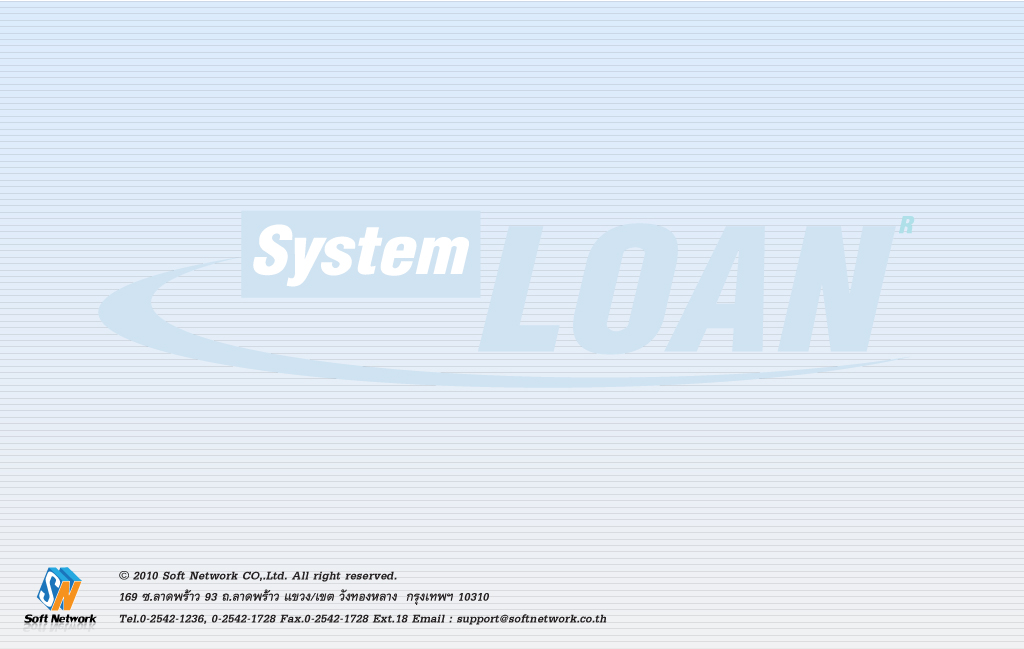 System
LOAN R
© 2010 Soft Network CO,.Ltd. All right reserved.
169 ซ.ลาดพร้าว 93 ถ.ลาดพร้าว แขวง/เขต วังทองหลาง กรุงเทพฯ 10310
Tel.0-2542-1236, 0-2542-1728 Fax.0-2542-1728 Ext.18 Email : support@softnetwork.co.th
SN
Soft Network